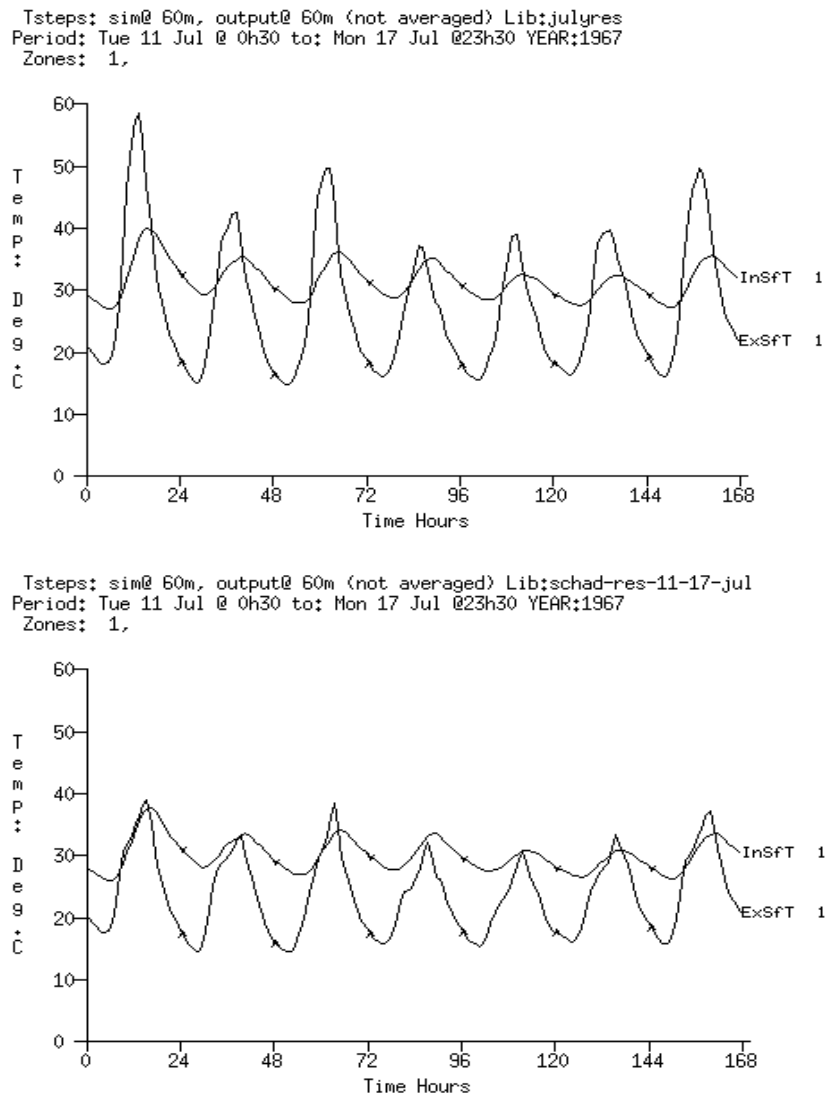 Tsteps: sim@ 60m, output@ 60m (not averaged) Lib:julyres
Period: Tue 11 Jul @ 0h30 to: Mon 17 Jul @23h30 YEAR:1967
Zones: 1,
Temp: Deg.C
60
50
40
30
20
10
0
InSfT 1
ExSfT 1
0 24 48 72 96 120 144 168
Time Hours
Tsteps: sim@ 60m, output@ 60m (not averaged) Lib:schad-res-11-17-jul
Period: Tue 11 Jul @ 0h30 to: Mon 17 Jul @23h30 YEAR:1967
Zones: 1,
Temp: Deg.C
60
50
40
30
20
10
0
InSfT 1
ExSfT 1
0 24 48 72 96 120 144 168
Time Hours